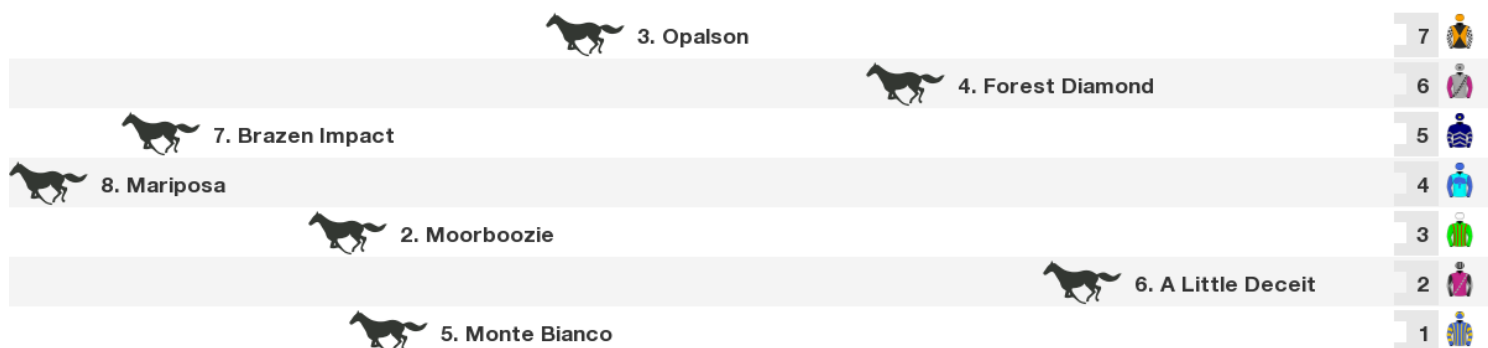 3. Opalson 7
4. Forest Diamond 6
7. Brazen Impact 5
8. Mariposa 4
2. Moorboozie 3
6. A Little Deceit 2
5. Monte Bianco 1